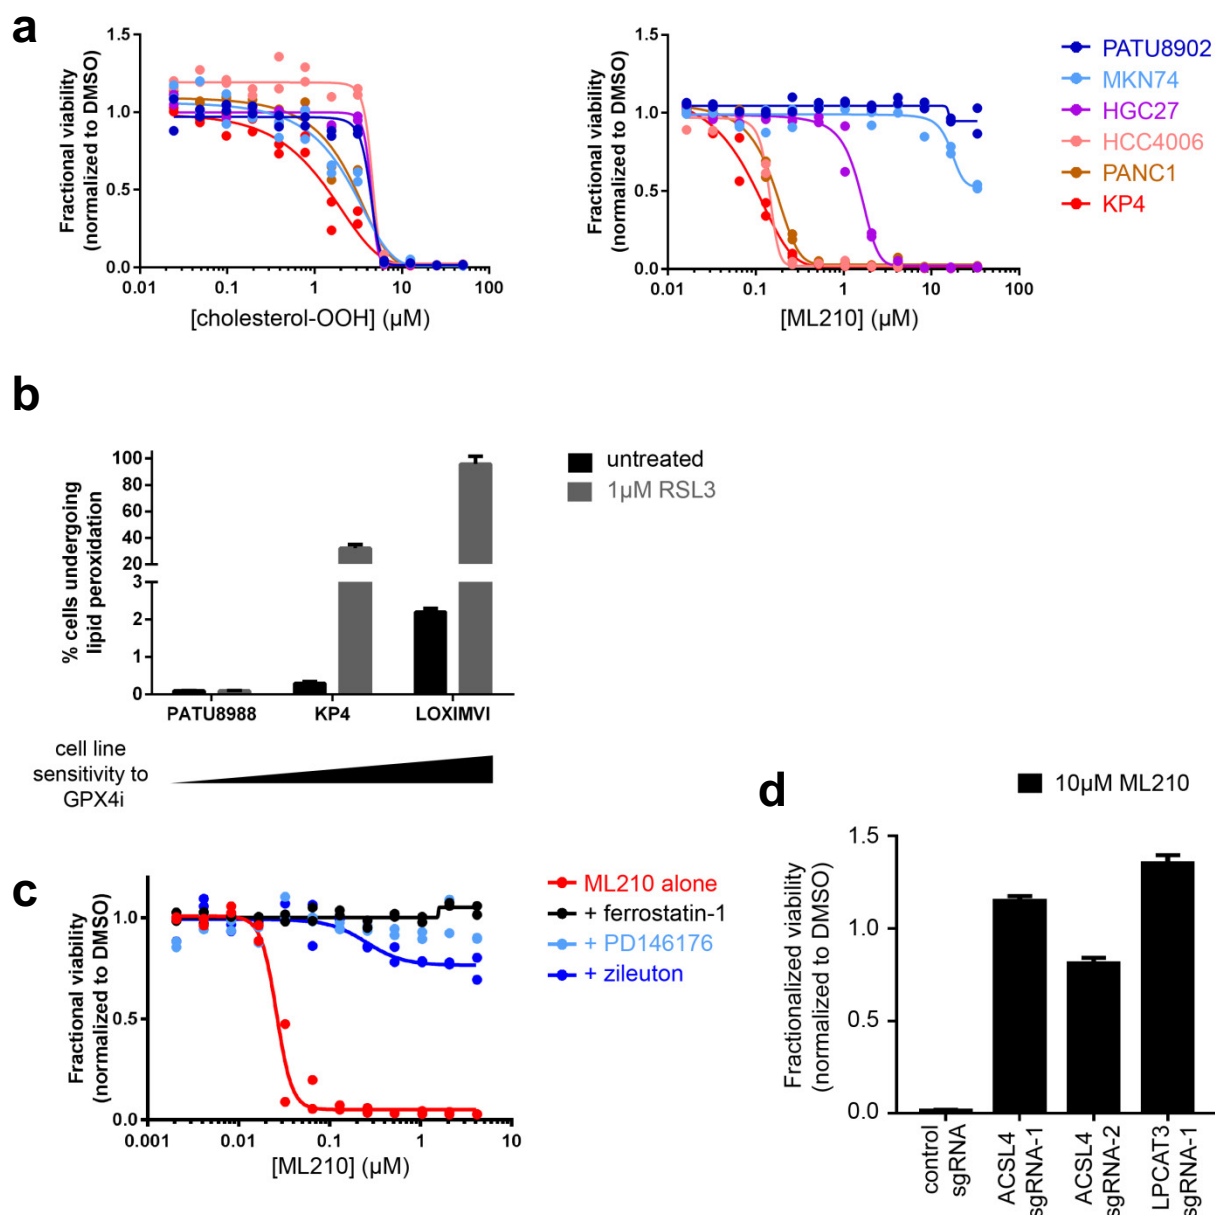 a
1.5
1.0
0.5
0.0
0.01
0.1
1
10
100
Fractional viability
(normalized to DMSO)
[cholesterol-OOH] (µM)
1.5
1.0
0.5
0.0
0.01
0.1
1
10
100
Fractional viability
(normalized to DMSO)
[ML210] (µM)
PATU8902
MKN74
HGC27
HCC4006
PANC1
KP4
b
100
80
60
40
20
3
2
1
0
% cells undergoing
lipid peroxidation
PATU8988
KP4
LOXIMVI
untreated
1µM RSL3
cell line
sensitivity to
GPX4i
c
1.0
0.5
0.0
0.001
0.01
0.1
1
10
Fractional viability
(normalized to DMSO)
[ML210] (µM)
ML210 alone
+ ferrostatin-1
+ PD146176
+ zileuton
d
10µM ML210
1.5
1.0
0.5
0.0
Fractionalized viability
(normalized to DMSO)
control
sgRNA
ACSL4
sgRNA-1
ACSL4
sgRNA-2
LPCAT3
sgRNA-1